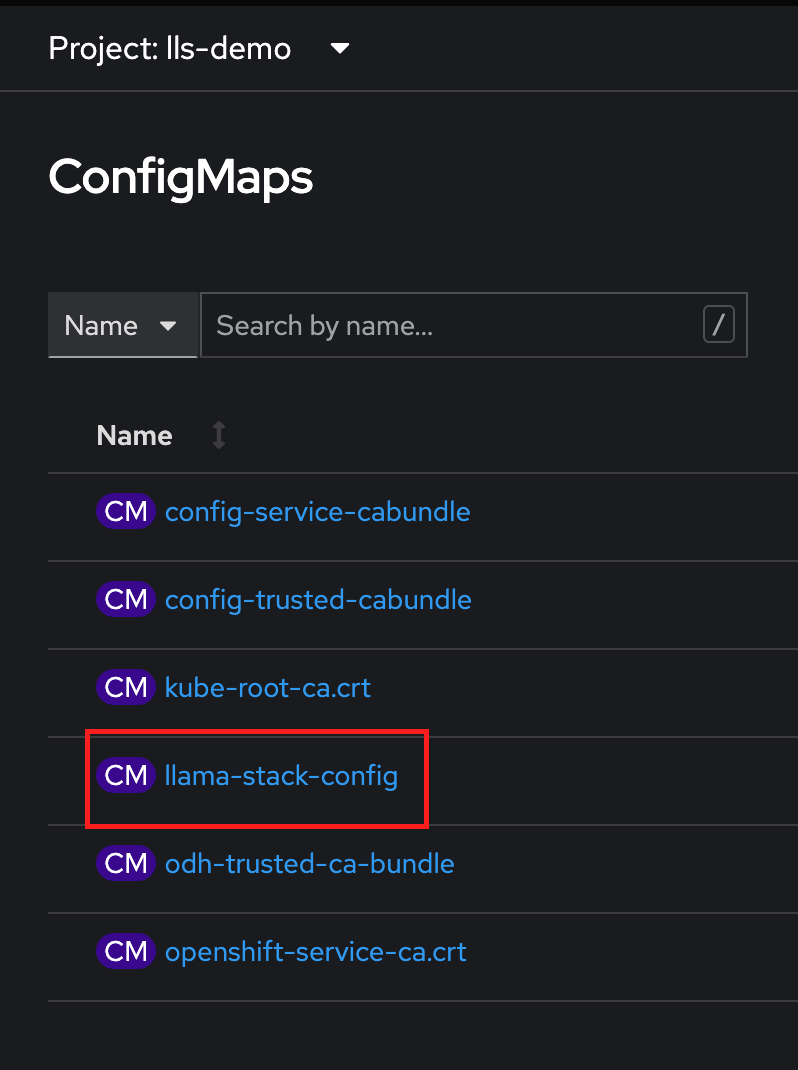 Project: lls-demo
ConfigMaps
Name Search by name... /
Name
CM config-service-cabundle
CM config-trusted-cabundle
CM kube-root-ca.crt
CM llama-stack-config
CM odh-trusted-ca-bundle
CM openshift-service-ca.crt